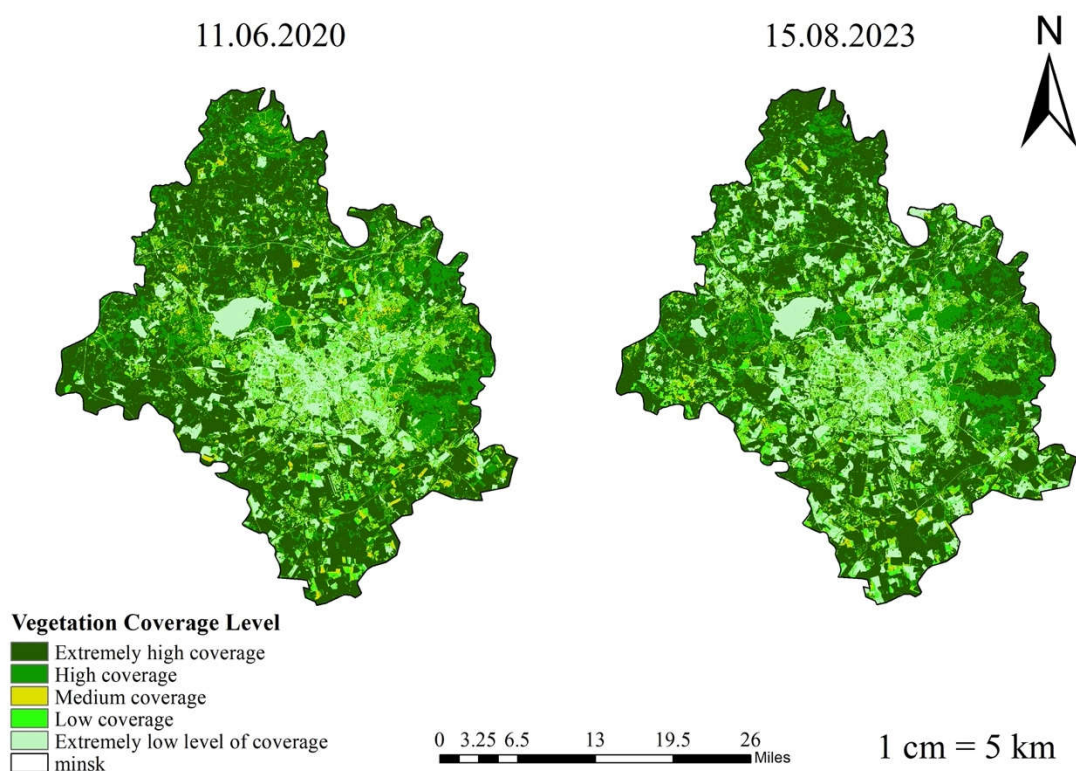 11.06.2020
15.08.2023
N
Vegetation Coverage Level
Extremely high coverage
High coverage
Medium coverage
Low coverage
Extremely low level of coverage
minsk
0 3.25 6.5 13 19.5 26
Miles
1 cm = 5 km